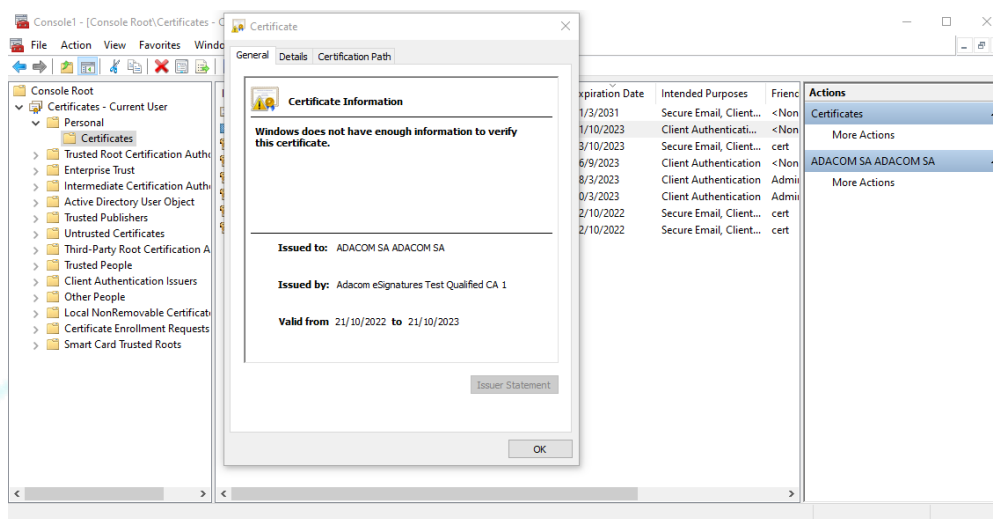 Console1 - [Console Root\Certificates - C
File Action View Favorites Windo
Console Root
Certificates - Current User
Personal
Certificates
Trusted Root Certification Autho
Enterprise Trust
Intermediate Certification Autho
Active Directory User Object
Trusted Publishers
Untrusted Certificates
Third-Party Root Certification A
Trusted People
Client Authentication Issuers
Other People
Local NonRemovable Certificat
Certificate Enrollment Requests
Smart Card Trusted Roots
Certificate
General Details Certification Path
Certificate Information
Windows does not have enough information to verify
this certificate.
Issued to: ADACOM SA ADACOM SA
Issued by: Adacom eSignatures Test Qualified CA 1
Valid from 21/10/2022 to 21/10/2023
Issuer Statement
OK
xpiration Date Intended Purposes Friend
1/3/2031 Secure Email, Client... <Non
1/10/2023 Client Authenticati... <Non
3/10/2023 Secure Email, Client... cert
6/9/2023 Client Authentication <Non
8/3/2023 Client Authentication Admi
0/3/2023 Client Authentication Admi
2/10/2022 Secure Email, Client... cert
2/10/2022 Secure Email, Client... cert
Actions
Certificates
More Actions
ADACOM SA ADACOM SA
More Actions